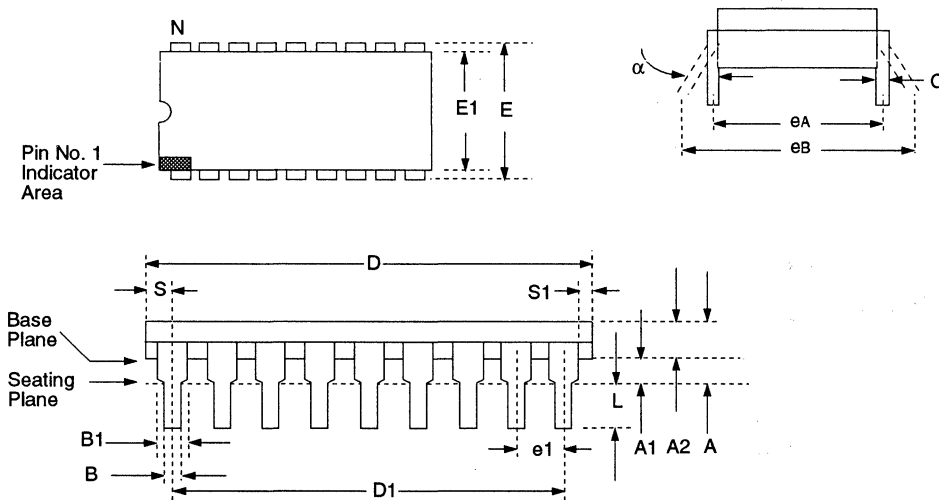 N
E1
E
Pin No. 1
Indicator
Area
α
C
eA
eB
D
S
S1
Base
Plane
Seating
Plane
L
B1
e1
A1
A2
A
B
D1